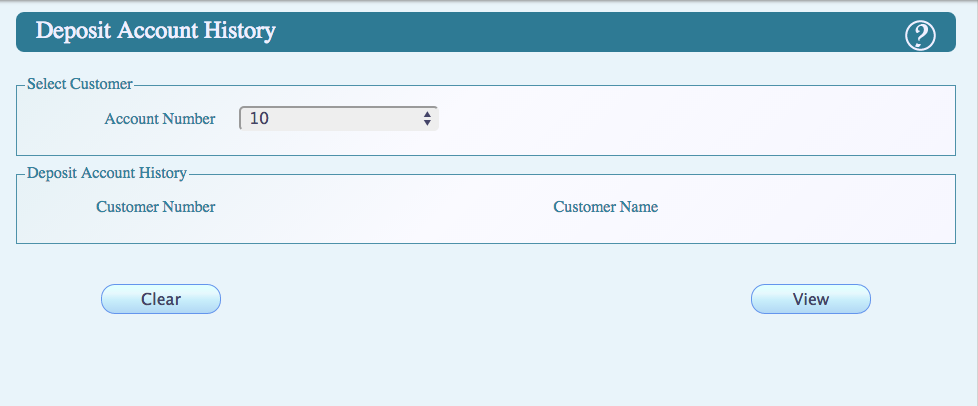 Deposit Account History
?
Select Customer
Account Number 10
Deposit Account History
Customer Number Customer Name
Clear View